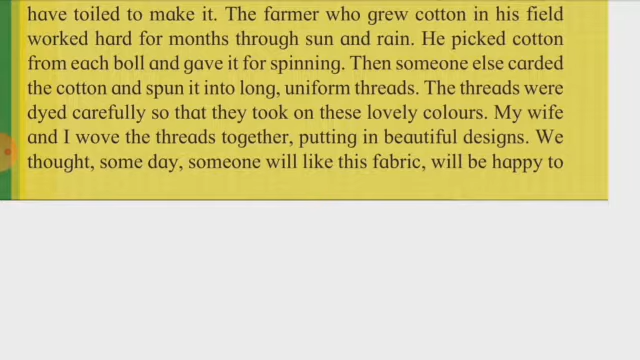 have toiled to make it. The farmer who grew cotton in his field
worked hard for months through sun and rain. He picked cotton
from each boll and gave it for spinning. Then someone else carded
the cotton and spun it into long, uniform threads. The threads were
dyed carefully so that they took on these lovely colours. My wife
and I wove the threads together, putting in beautiful designs. We
thought, some day, someone will like this fabric, will be happy to